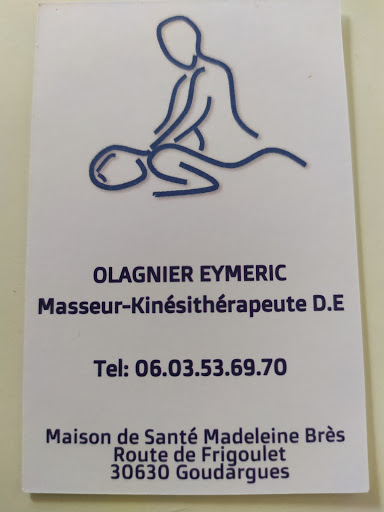 OLAGNIER EYMERIC
Masseur-Kinésithérapeute D.E
Tel: 06.03.53.69.70
Maison de Santé Madeleine Brès
Route de Frigoulet
30630 Goudargues